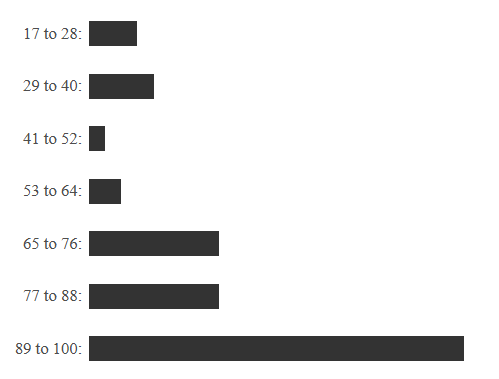 17 to 28:
29 to 40:
41 to 52:
53 to 64:
65 to 76:
77 to 88:
89 to 100: